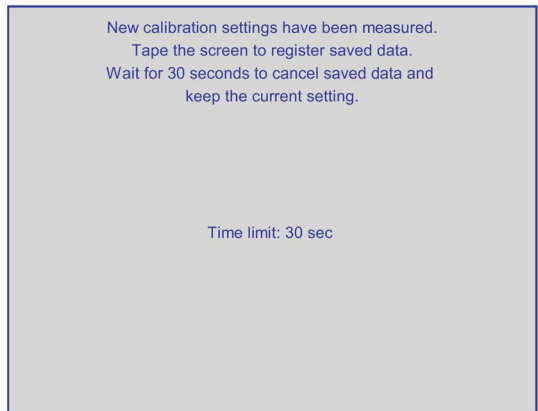 New calibration settings have been measured.
Tape the screen to register saved data.
Wait for 30 seconds to cancel saved data and
keep the current setting.
Time limit: 30 sec